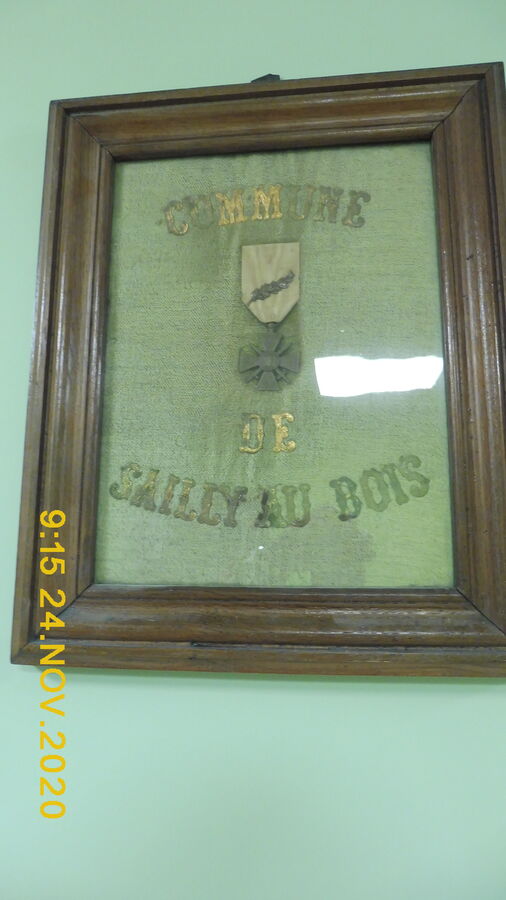 COMMUNE
DE
SAILLY AU BOIS
9:15 24.NOV.2020